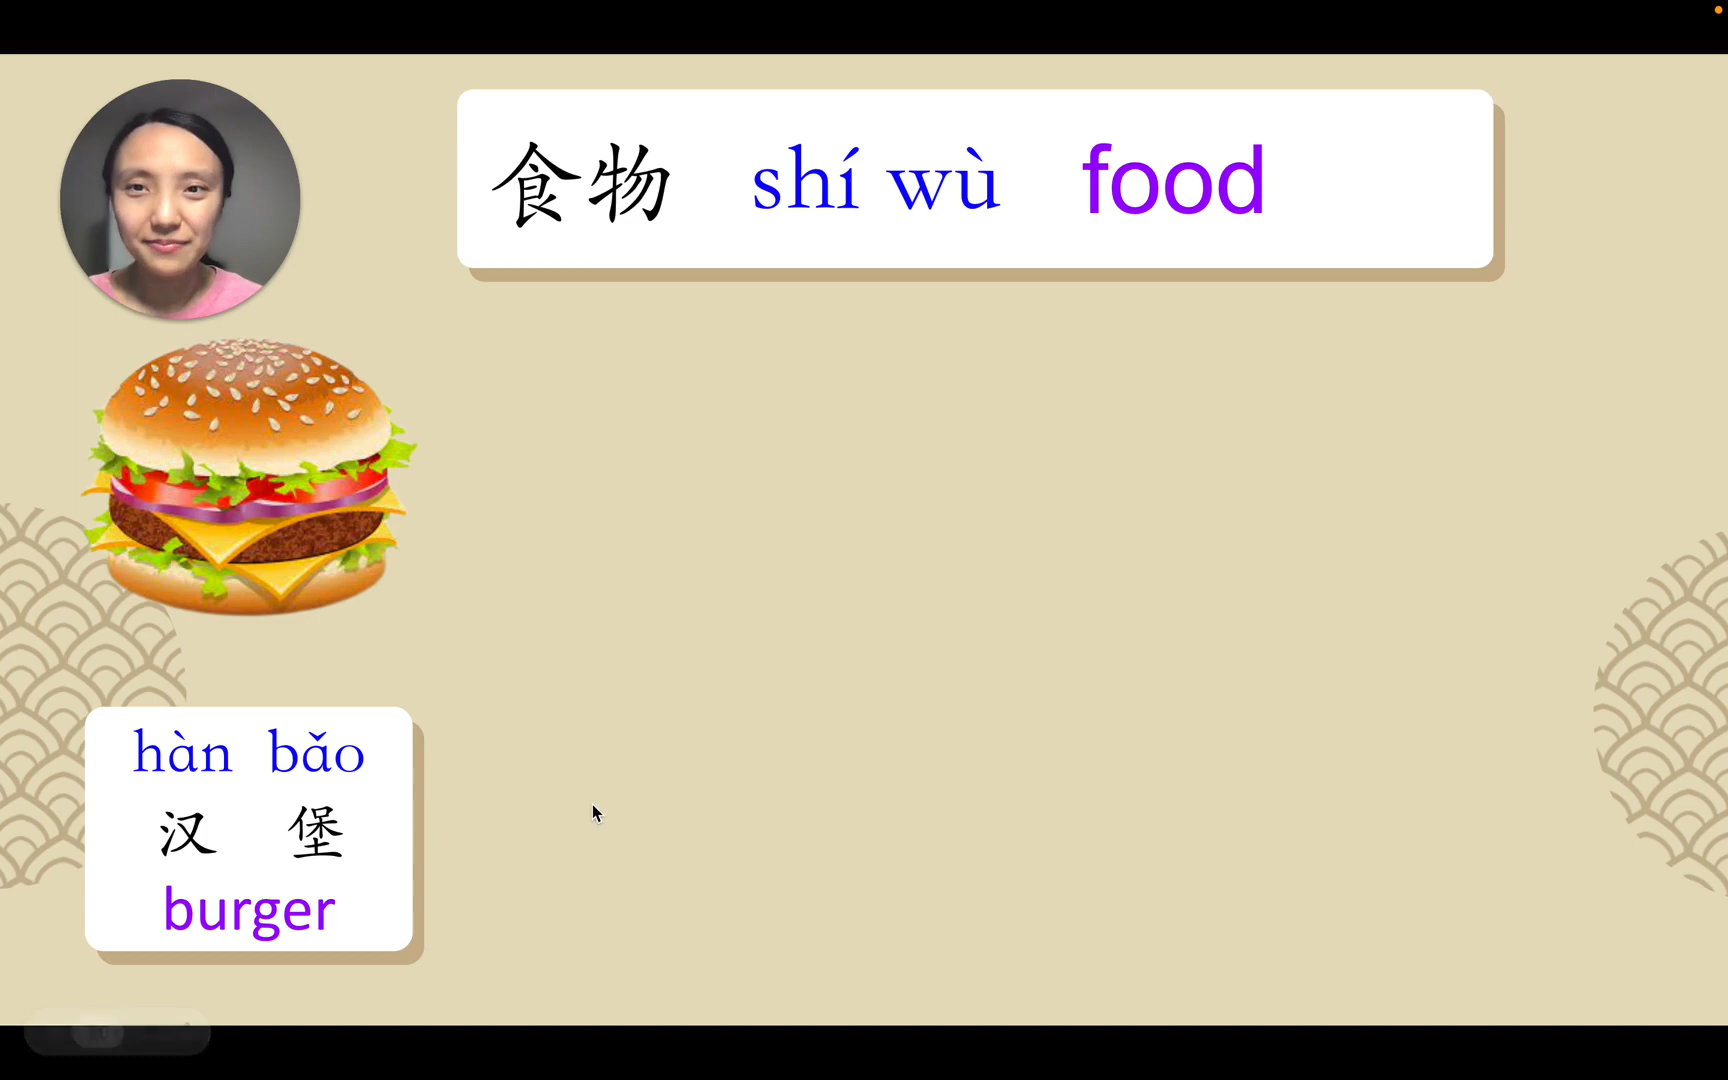 食物 shí wù food
hàn bǎo
汉 堡
burger